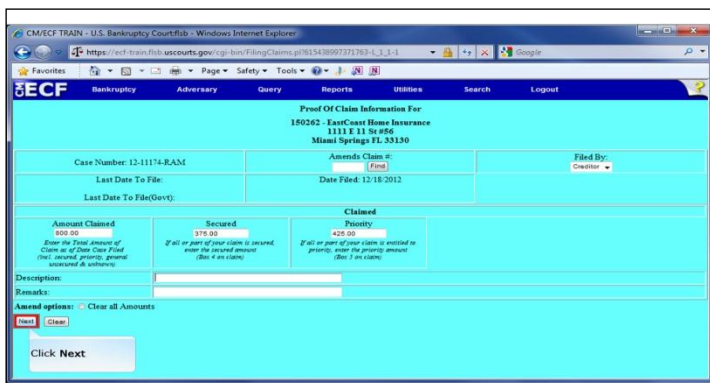 CM/ECF TRAIN - U.S. Bankruptcy Court:flsb - Windows Internet Explorer
https://ecf-train.flsb.uscourts.gov/cgi-bin/FilingClaims.pl?615438997371763-L_1_1-1
Google
Favorites Page Safety Tools
ECF Bankruptcy Adversary Query Reports Utilities Search Logout
Proof Of Claim Information For
150262 - EastCoast Home Insurance
1111 E 11 St #56
Miami Springs FL 33130
Case Number: 12-11174-RAM
Amends Claim #:
Find
Filed By:
Creditor
Last Date To File:
Date Filed: 12/18/2012
Last Date To File(Govt):
Claimed
Amount Claimed
800.00
Enter the Total Amount of
Claim as of Date Case Filed
(Incl. secured, priority, general
unsecured & unknown)
Secured
375.00
If all or part of your claim is secured,
enter the secured amount
(Box 4 on claim)
Priority
425.00
If all or part of your claim is entitled to
priority, enter the priority amount
(Box 5 on claim)
Description:
Remarks:
Amend options: Clear all Amounts
Next Clear
Click Next